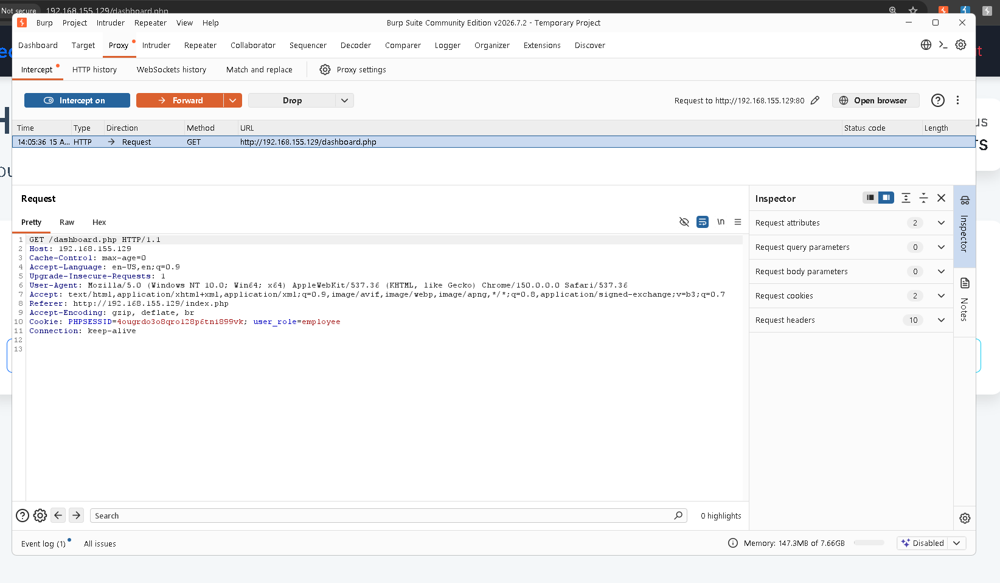 Not secure 192.168.155.129/dashboard.php
Burp Project Intruder Repeater View Help Burp Suite Community Edition v2026.7.2 - Temporary Project
Dashboard Target Proxy Intruder Repeater Collaborator Sequencer Decoder Comparer Logger Organizer Extensions Discover
Intercept HTTP history WebSockets history Match and replace Proxy settings
Intercept on Forward Drop Request to http://192.168.155.129:80 Open browser
Time Type Direction Method URL Status code Length
14:05:36 15 A... HTTP Request GET http://192.168.155.129/dashboard.php
Request
Pretty Raw Hex
\n
1 GET /dashboard.php HTTP/1.1
2 Host: 192.168.155.129
3 Cache-Control: max-age=0
4 Accept-Language: en-US,en;q=0.9
5 Upgrade-Insecure-Requests: 1
6 User-Agent: Mozilla/5.0 (Windows NT 10.0; Win64; x64) AppleWebKit/537.36 (KHTML, like Gecko) Chrome/150.0.0.0 Safari/537.36
7 Accept: text/html,application/xhtml+xml,application/xml;q=0.9,image/avif,image/webp,image/apng,*/*;q=0.8,application/signed-exchange;v=b3;q=0.7
8 Referer: http://192.168.155.129/index.php
9 Accept-Encoding: gzip, deflate, br
10 Cookie: PHPSESSID=4ougrdo3o8qro128p6tni899vk; user_role=employee
11 Connection: keep-alive
12
13
Inspector
Request attributes 2
Request query parameters 0
Request body parameters 0
Request cookies 2
Request headers 10
Inspector
Notes
Search 0 highlights
Event log (1) All issues Memory: 147.3MB of 7.66GB Disabled